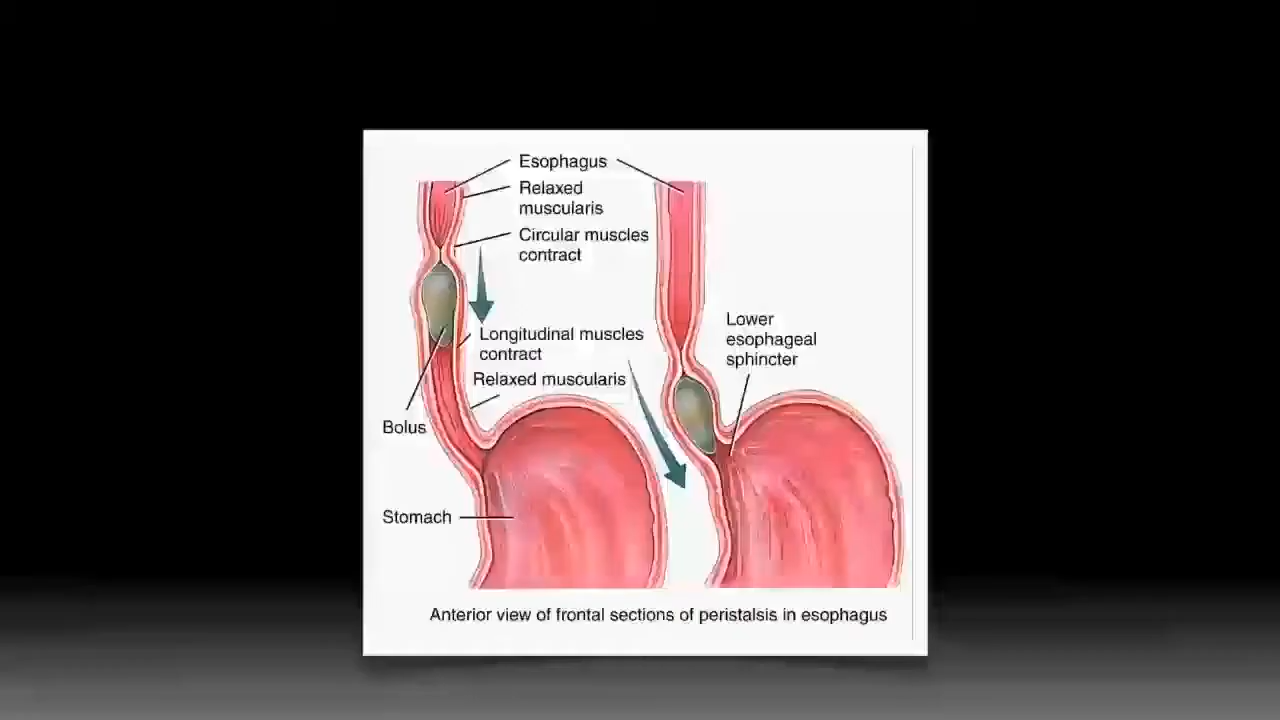 Esophagus
Relaxed
muscularis
Circular muscles
contract
Lower
esophageal
sphincter
Longitudinal muscles
contract
Relaxed muscularis
Bolus
Stomach
Anterior view of frontal sections of peristalsis in esophagus